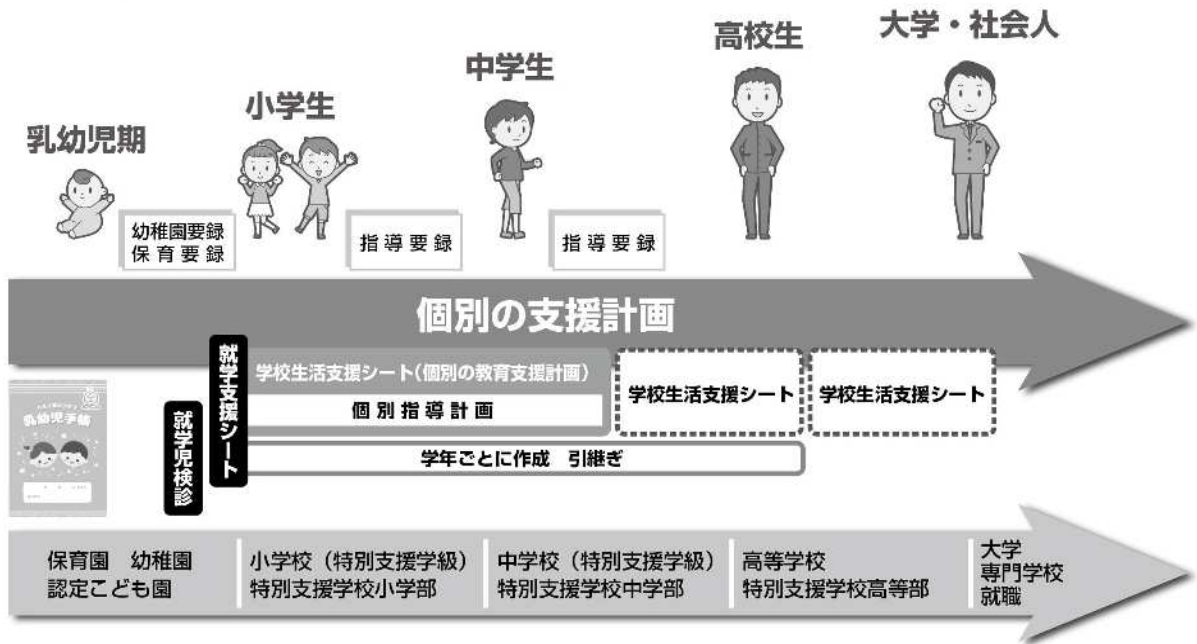 乳幼児期
小学生
中学生
高校生
大学・社会人
幼稚園要録
保育要録
指導要録
指導要録
個別の支援計画
就学支援シート
就学児検診
学校生活支援シート(個別の教育支援計画)
個別指導計画
学校生活支援シート
学校生活支援シート
学年ごとに作成 引継ぎ
乳幼児手帳
保育園 幼稚園
認定こども園
小学校(特別支援学級)
特別支援学校小学部
中学校(特別支援学級)
特別支援学校中学部
高等学校
特別支援学校高等部
大学
専門学校
就職